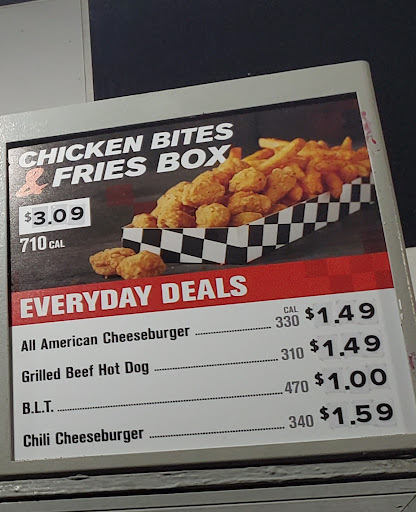 CHICKEN BITES
& FRIES BOX
$3.09
710 CAL
EVERYDAY DEALS
CAL
All American Cheeseburger 330 $1.49
Grilled Beef Hot Dog 310 $1.49
B.L.T. 470 $1.00
Chili Cheeseburger 340 $1.59